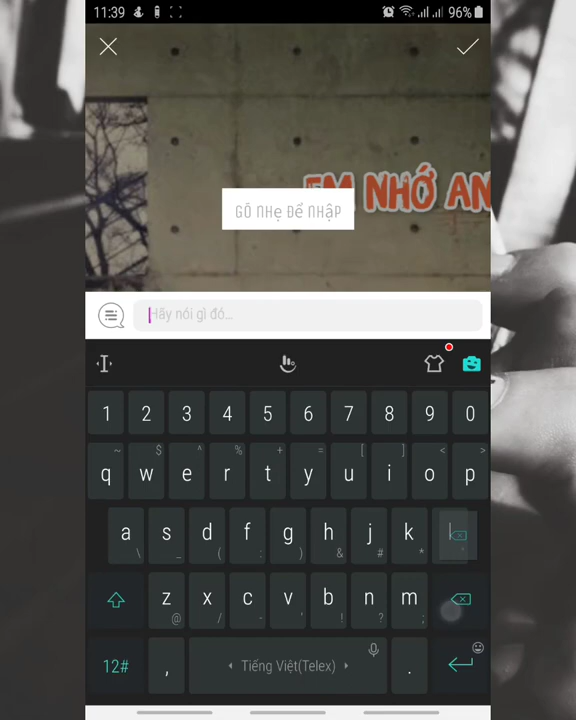 11:39
96%
EM NHỚ AN
GÕ NHẸ ĐỂ NHẬP
Hãy nói gì đó...
1 2 3 4 5 6 7 8 9 0
~ $ ^ % + = [ ] < >
q w e r t y u i o p
a s d f g h j k l
\ _ ( : ) & # * '
z x c v b n m
@ / - ' ! ? ;
12# , Tiếng Việt(Telex) .